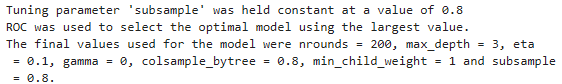 Tuning parameter 'subsample' was held constant at a value of 0.8
ROC was used to select the optimal model using the largest value.
The final values used for the model were nrounds = 200, max_depth = 3, eta
= 0.1, gamma = 0, colsample_bytree = 0.8, min_child_weight = 1 and subsample
= 0.8.